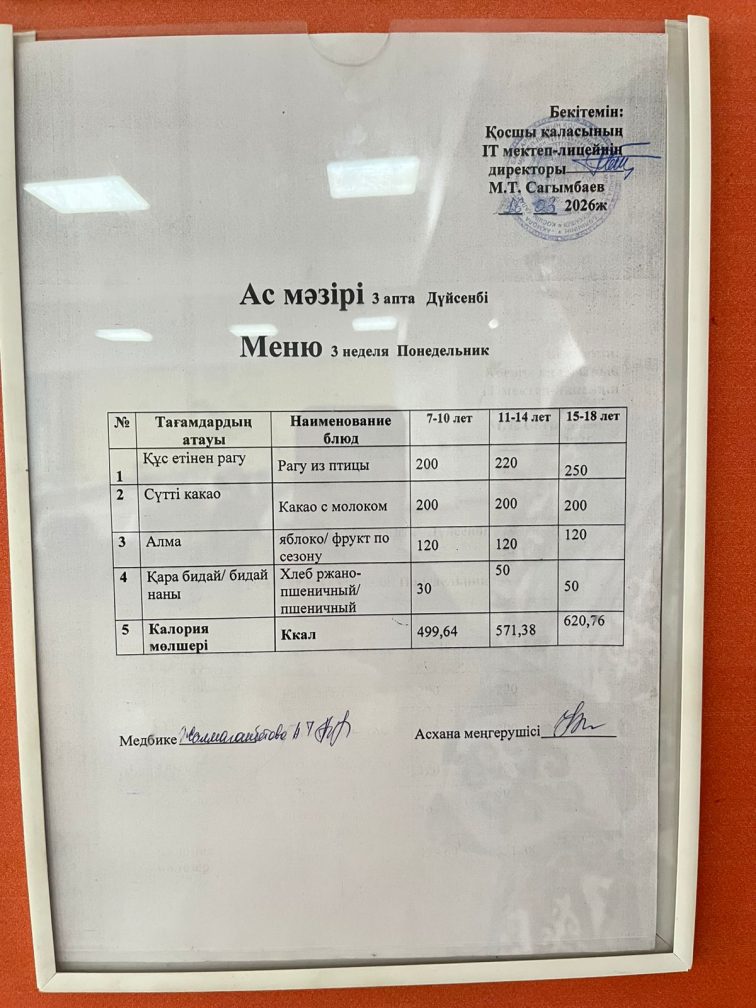 Бекітемін:
Қосшы қаласының
IT мектеп-лицейнің
директоры
М.Т. Сагымбаев
03 2026ж
Ас мәзірі 3 апта Дүйсенбі
Меню 3 неделя Понедельник
№ Тағамдардың атауы Наименование блюд 7-10 лет 11-14 лет 15-18 лет
1 Құс етінен рагу Рагу из птицы 200 220 250
2 Сүтті какао Какао с молоком 200 200 200
3 Алма яблоко/ фрукт по сезону 120 120 120
4 Қара бидай/ бидай наны Хлеб ржано-пшеничный/ пшеничный 30 50 50
5 Калория мөлшері Ккал 499,64 571,38 620,76
Медбике Асхана меңгерушісі